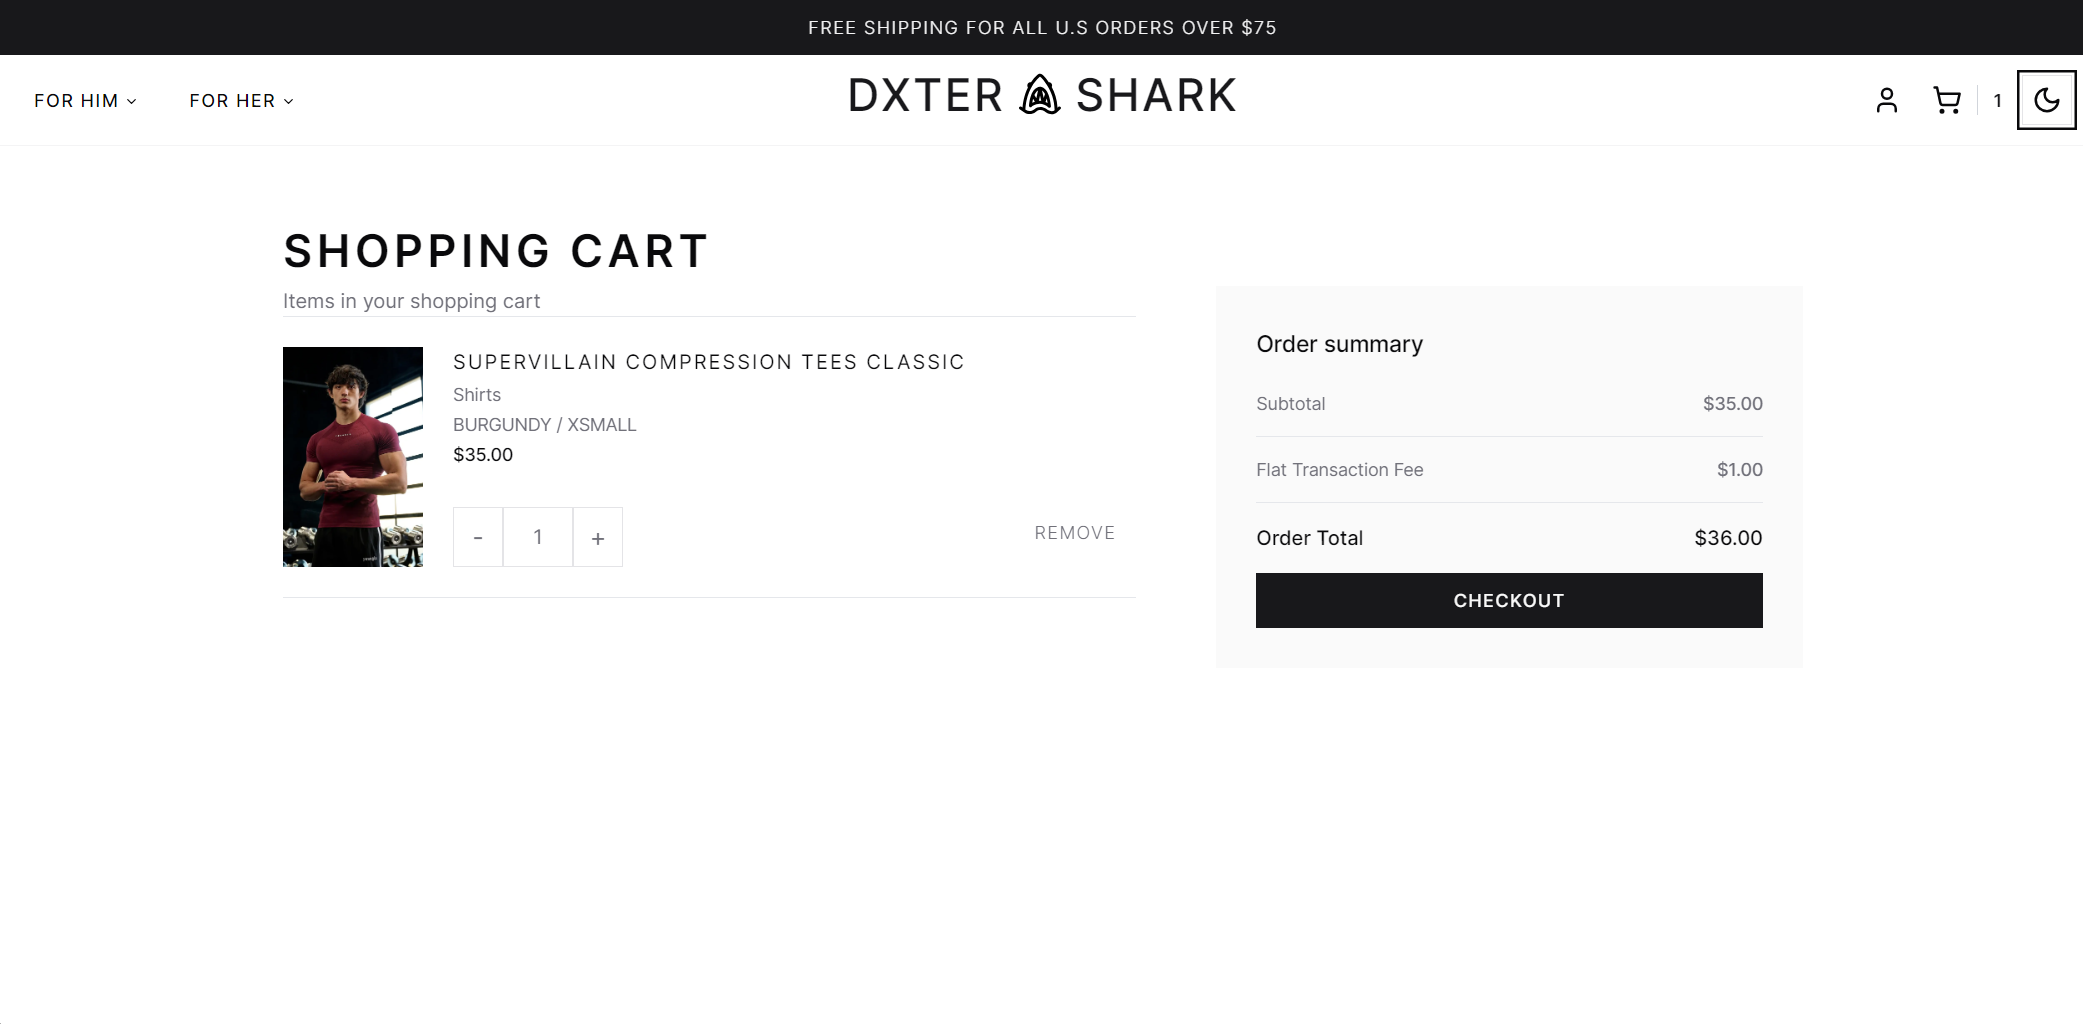 FREE SHIPPING FOR ALL U.S ORDERS OVER $75
FOR HIM
FOR HER
DXTER SHARK
1
SHOPPING CART
Items in your shopping cart
SUPERVILLAIN COMPRESSION TEES CLASSIC
Shirts
BURGUNDY / XSMALL
$35.00
- 1 +
REMOVE
Order summary
Subtotal $35.00
Flat Transaction Fee $1.00
Order Total $36.00
CHECKOUT